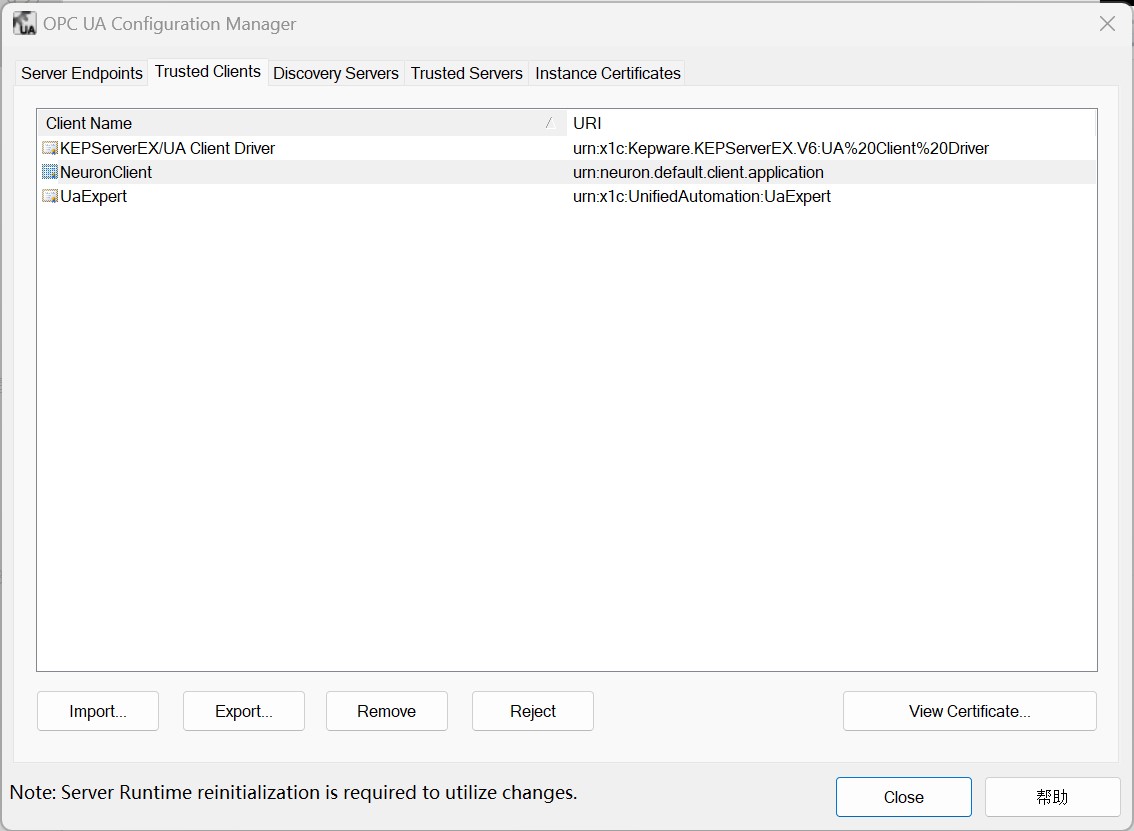 OPC UA Configuration Manager
Server Endpoints Trusted Clients Discovery Servers Trusted Servers Instance Certificates
Client Name URI
KEPServerEX/UA Client Driver urn:x1c:Kepware.KEPServerEX.V6:UA%20Client%20Driver
NeuronClient urn:neuron.default.client.application
UaExpert urn:x1c:UnifiedAutomation:UaExpert
Import... Export... Remove Reject View Certificate...
Note: Server Runtime reinitialization is required to utilize changes.
Close 帮助